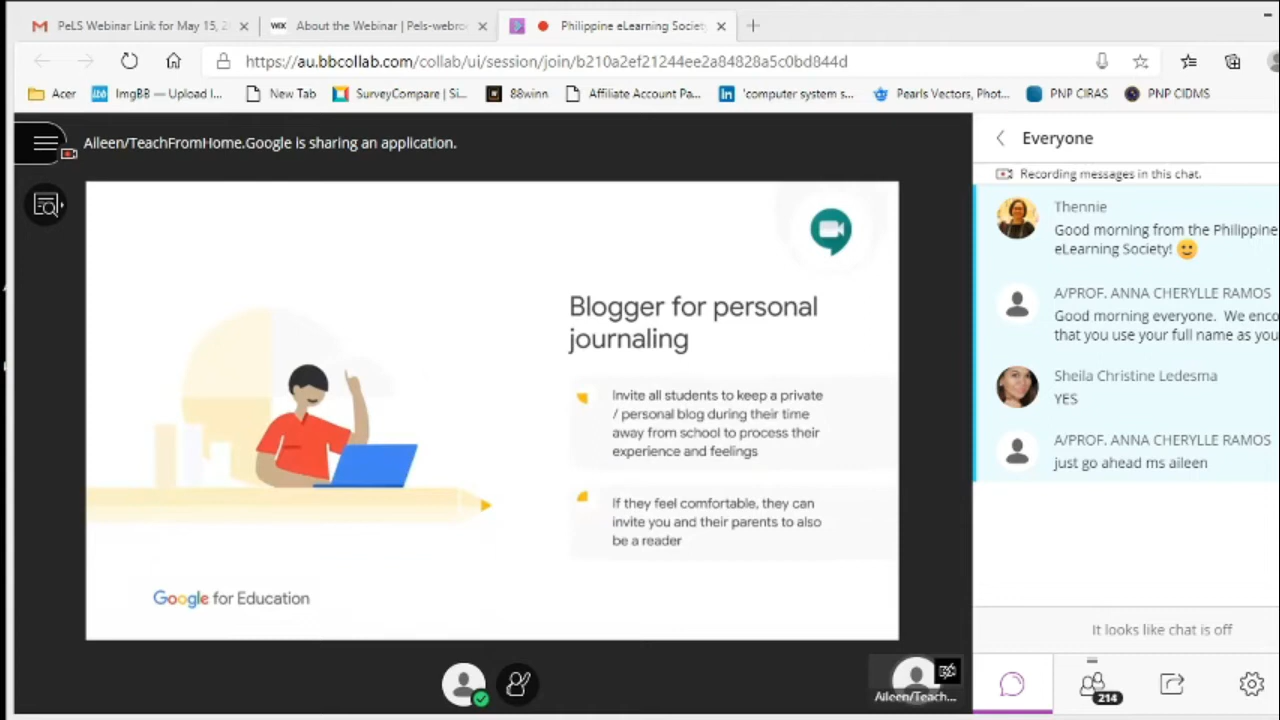 PeLS Webinar Link for May 15, 2
WIX About the Webinar | Pels-webro
Philippine eLearning Society
https://au.bbcollab.com/collab/ui/session/join/b210a2ef21244ee2a84828a5c0bd844d
Acer
ImgBB — Upload I...
New Tab
SurveyCompare | Si...
88winn
Affiliate Account Pa...
'computer system s...
Pearls Vectors, Phot...
PNP CIRAS
PNP CIDMS
Aileen/TeachFromHome.Google is sharing an application.
Blogger for personal
journaling
Invite all students to keep a private
/ personal blog during their time
away from school to process their
experience and feelings
If they feel comfortable, they can
invite you and their parents to also
be a reader
Google for Education
Aileen/Teach...
Everyone
Recording messages in this chat.
Thennie
Good morning from the Philippine
eLearning Society!
A/PROF. ANNA CHERYLLE RAMOS
Good morning everyone. We enco
that you use your full name as you
Sheila Christine Ledesma
YES
A/PROF. ANNA CHERYLLE RAMOS
just go ahead ms aileen
It looks like chat is off
214